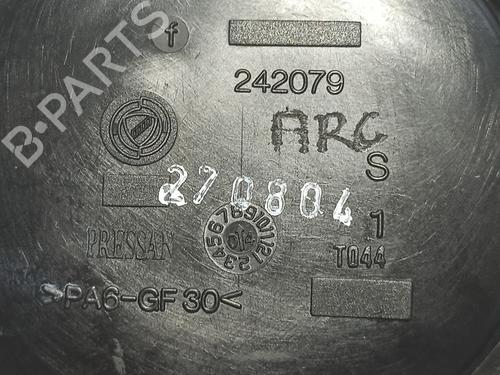 f
242079
ARC
S
270804
1
PRESSAN
T044
>PA6-GF30<
B-PARTS